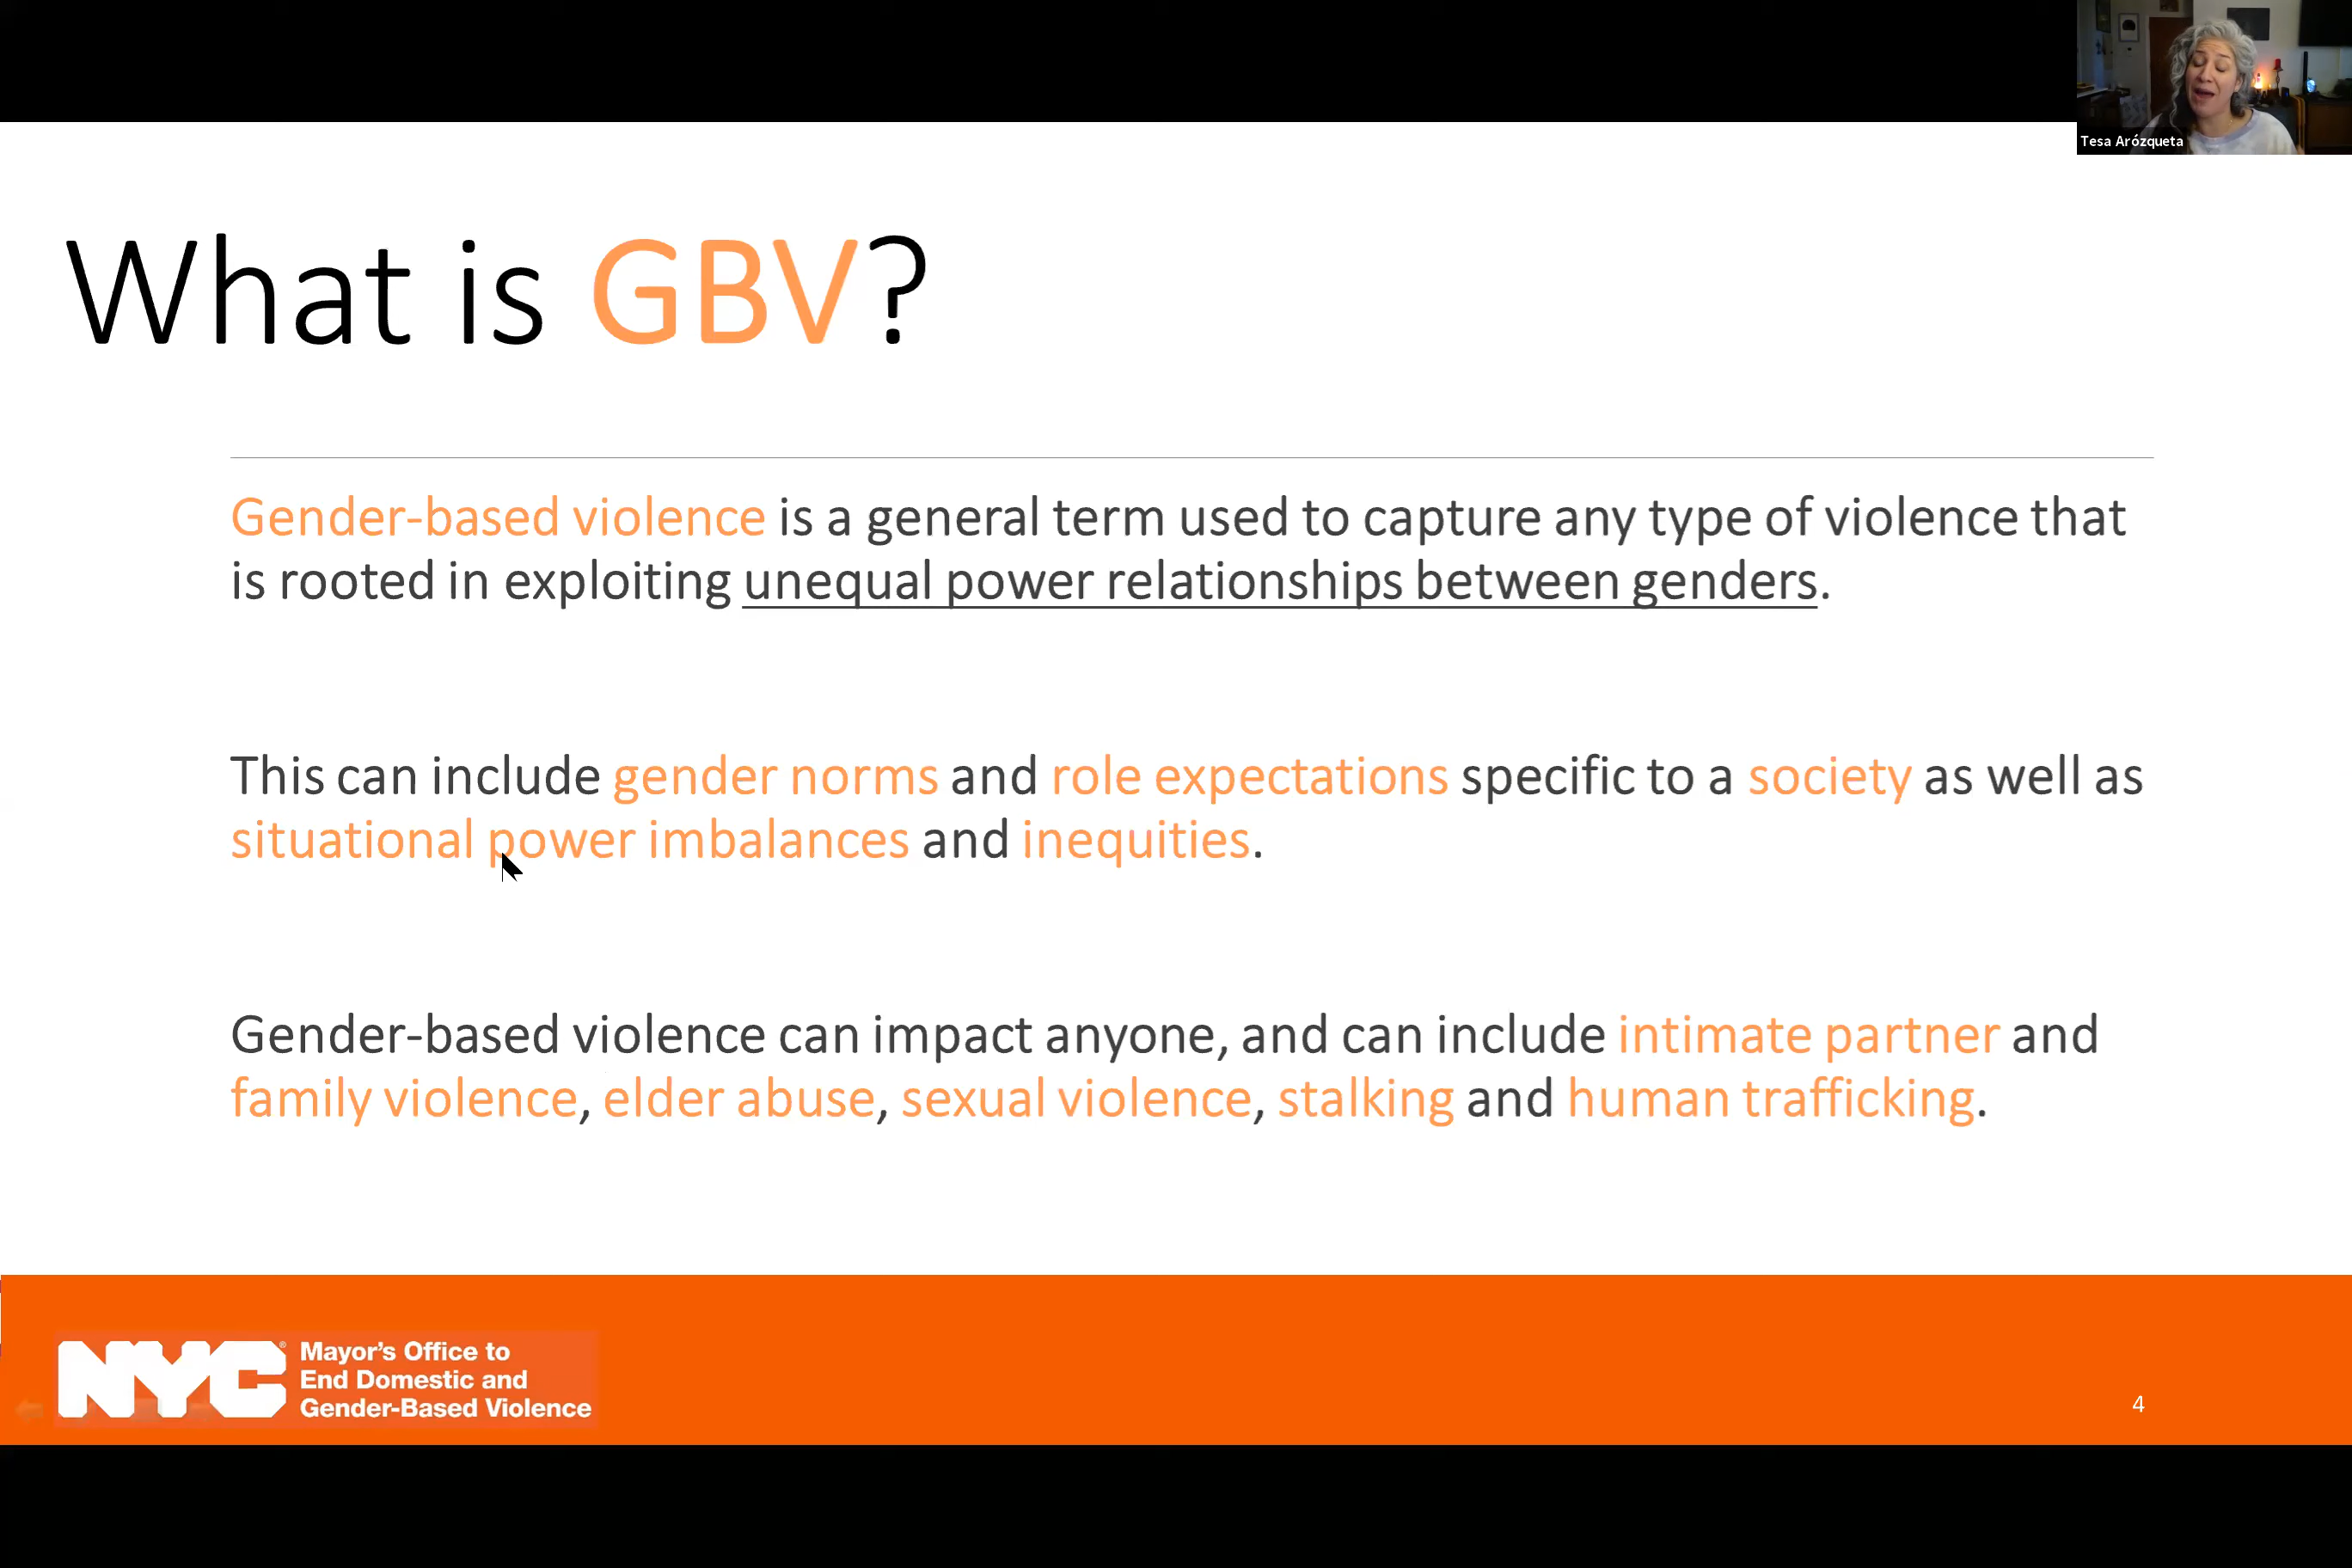 Tesa Arózqueta
What is GBV?
Gender-based violence is a general term used to capture any type of violence that
is rooted in exploiting unequal power relationships between genders.
This can include gender norms and role expectations specific to a society as well as
situational power imbalances and inequities.
Gender-based violence can impact anyone, and can include intimate partner and
family violence, elder abuse, sexual violence, stalking and human trafficking.
NYC®
Mayor's Office to
End Domestic and
Gender-Based Violence
4